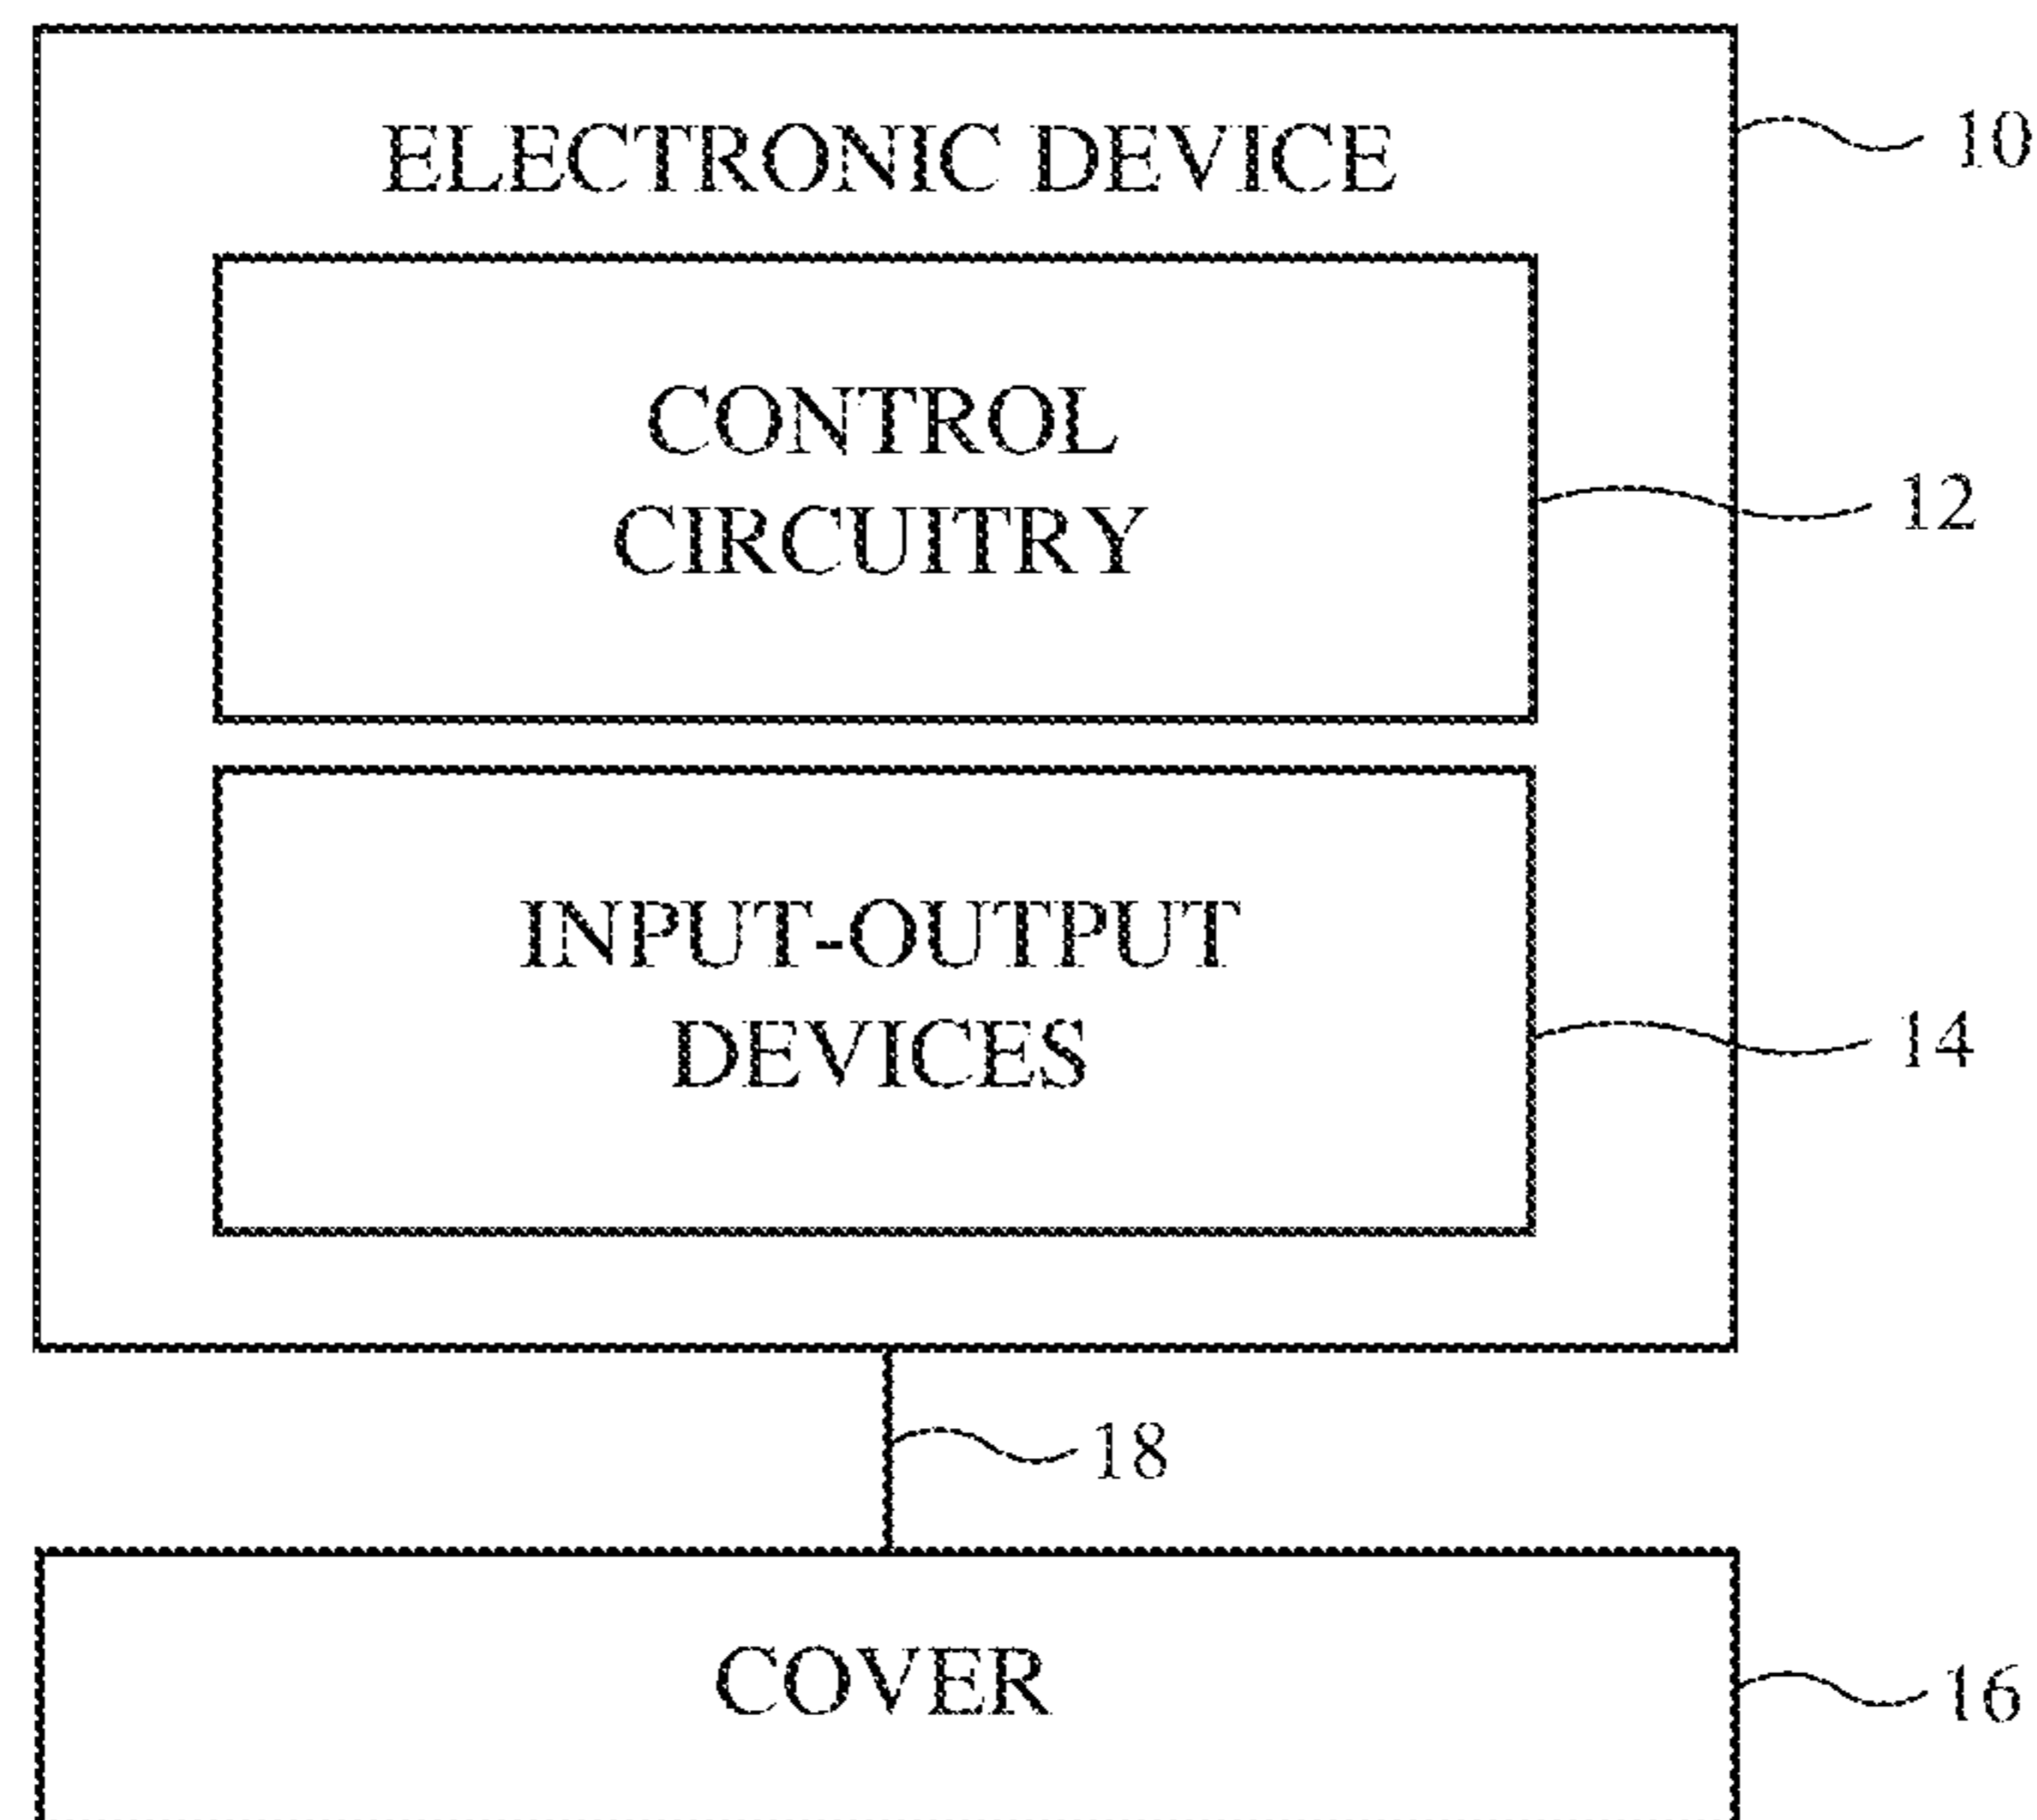 ELECTRONIC DEVICE
10
CONTROL
CIRCUITRY
12
INPUT-OUTPUT
DEVICES
14
18
COVER
16